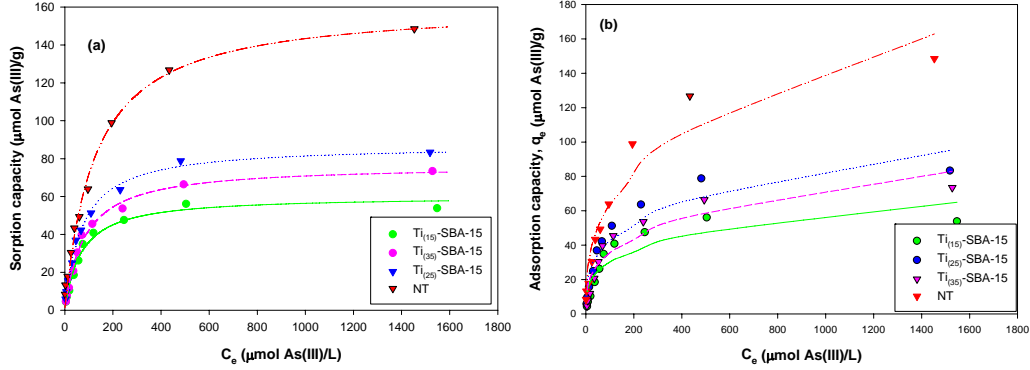 (a)
Sorption capacity (µmol As(III)/g)
160
140
120
100
80
60
40
20
0
0 200 400 600 800 1000 1200 1400 1600 1800
C_e (µmol As(III)/L)
Ti(15)-SBA-15
Ti(35)-SBA-15
Ti(25)-SBA-15
NT
(b)
Adsorption capacity, q_e (µmol As(III)/g)
180
160
140
120
100
80
60
40
20
0
0 200 400 600 800 1000 1200 1400 1600 1800
C_e (µmol As(III)/L)
Ti(15)-SBA-15
Ti(25)-SBA-15
Ti(35)-SBA-15
NT